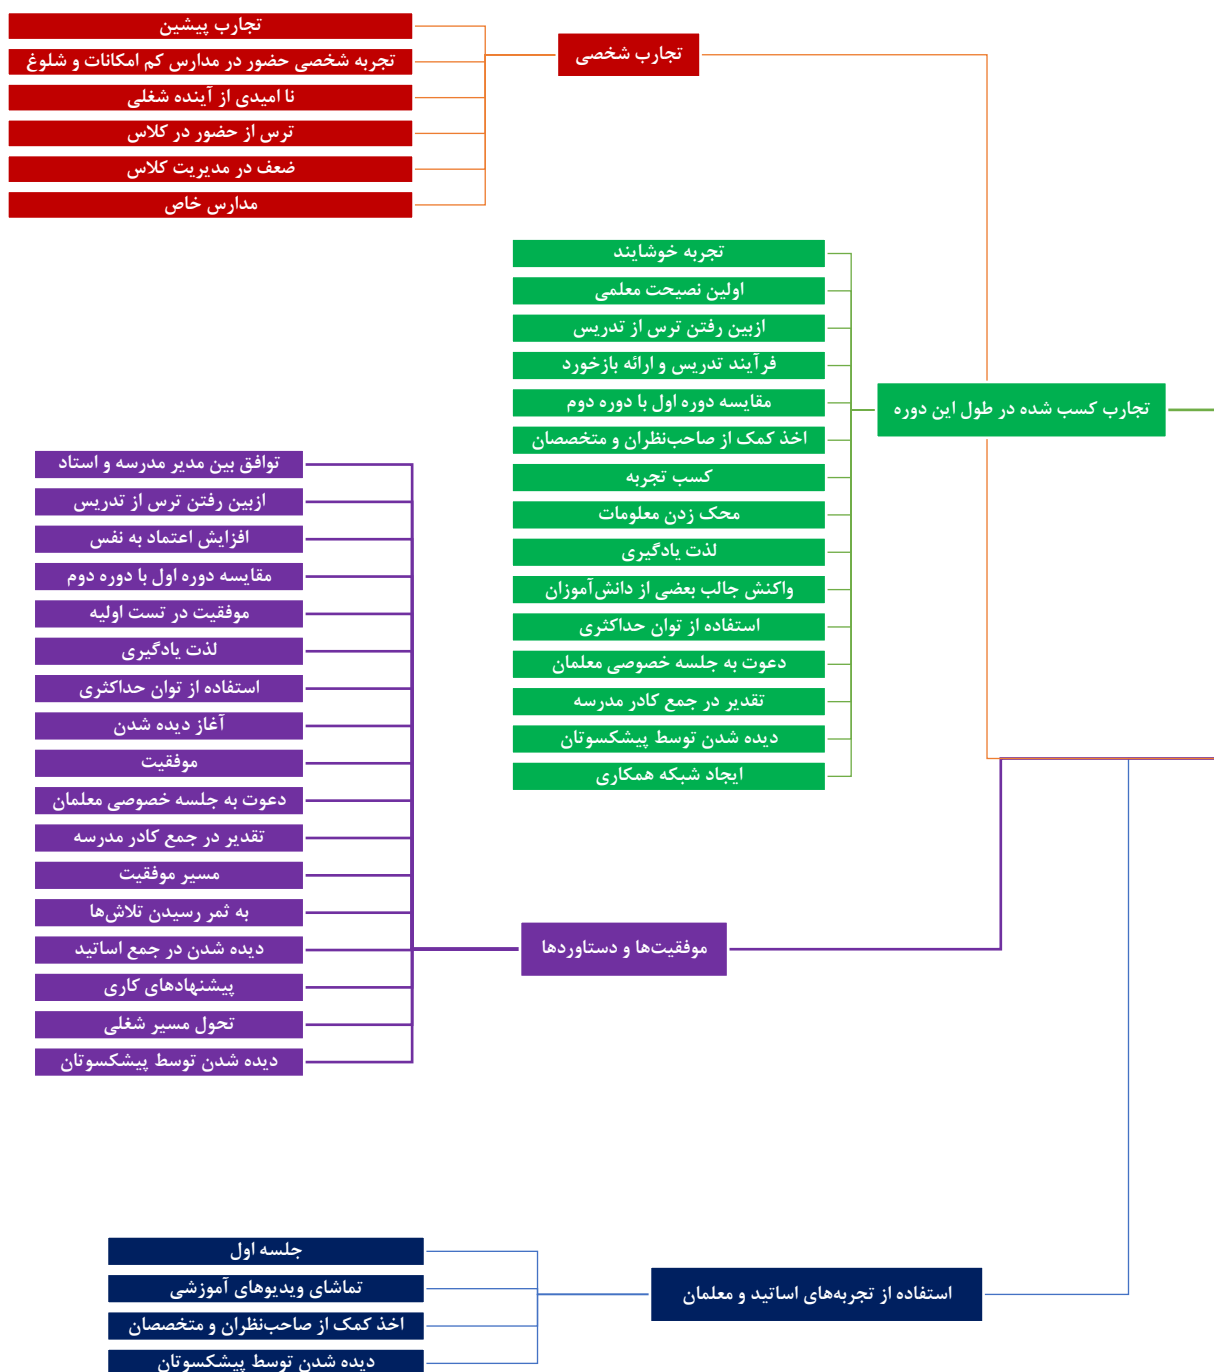 تجارب شخصی
تجارب پیشین
تجربه شخصی حضور در مدارس کم امکانات و شلوغ
نا امیدی از آینده شغلی
ترس از حضور در کلاس
ضعف در مدیریت کلاس
مدارس خاص
تجارب کسب شده در طول این دوره
تجربه خوشایند
اولین نصیحت معلمی
ازبین رفتن ترس از تدریس
فرآیند تدریس و ارائه بازخورد
مقایسه دوره اول با دوره دوم
اخذ کمک از صاحب‌نظران و متخصصان
کسب تجربه
محک زدن معلومات
لذت یادگیری
واکنش جالب بعضی از دانش‌آموزان
استفاده از توان حداکثری
دعوت به جلسه خصوصی معلمان
تقدیر در جمع کادر مدرسه
دیده شدن توسط پیشکسوتان
ایجاد شبکه همکاری
موفقیت‌ها و دستاوردها
توافق بین مدیر مدرسه و استاد
ازبین رفتن ترس از تدریس
افزایش اعتماد به نفس
مقایسه دوره اول با دوره دوم
موفقیت در تست اولیه
لذت یادگیری
استفاده از توان حداکثری
آغاز دیده شدن
موفقیت
دعوت به جلسه خصوصی معلمان
تقدیر در جمع کادر مدرسه
مسیر موفقیت
به ثمر رسیدن تلاش‌ها
دیده شدن در جمع اساتید
پیشنهادهای کاری
تحول مسیر شغلی
دیده شدن توسط پیشکسوتان
استفاده از تجربه‌های اساتید و معلمان
جلسه اول
تماشای ویدیوهای آموزشی
اخذ کمک از صاحب‌نظران و متخصصان
دیده شدن توسط پیشکسوتان